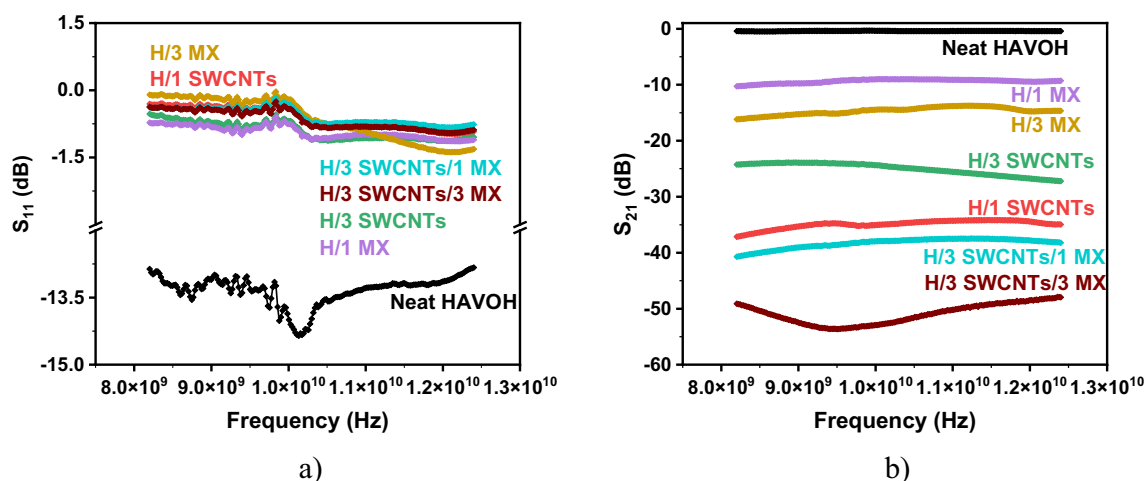 1.5
0.0
-1.5
-13.5
-15.0
S₁₁ (dB)
H/3 MX
H/1 SWCNTs
H/3 SWCNTs/1 MX
H/3 SWCNTs/3 MX
H/3 SWCNTs
H/1 MX
Neat HAVOH
8.0×10⁹ 9.0×10⁹ 1.0×10¹⁰ 1.1×10¹⁰ 1.2×10¹⁰ 1.3×10¹⁰
Frequency (Hz)
a)
0
-10
-20
-30
-40
-50
-60
S₂₁ (dB)
Neat HAVOH
H/1 MX
H/3 MX
H/3 SWCNTs
H/1 SWCNTs
H/3 SWCNTs/1 MX
H/3 SWCNTs/3 MX
8.0×10⁹ 9.0×10⁹ 1.0×10¹⁰ 1.1×10¹⁰ 1.2×10¹⁰ 1.3×10¹⁰
Frequency (Hz)
b)